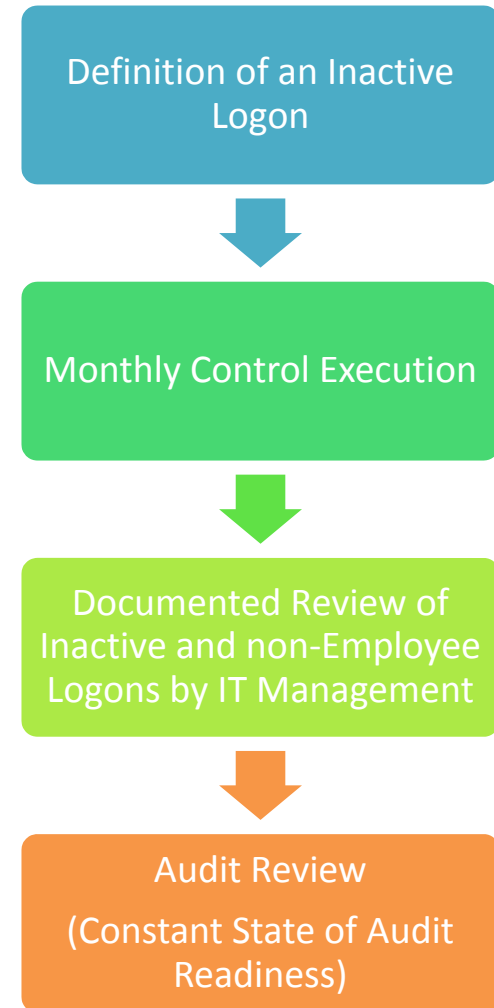 Definition of an Inactive
Logon
Monthly Control Execution
Documented Review of
Inactive and non-Employee
Logons by IT Management
Audit Review
(Constant State of Audit
Readiness)